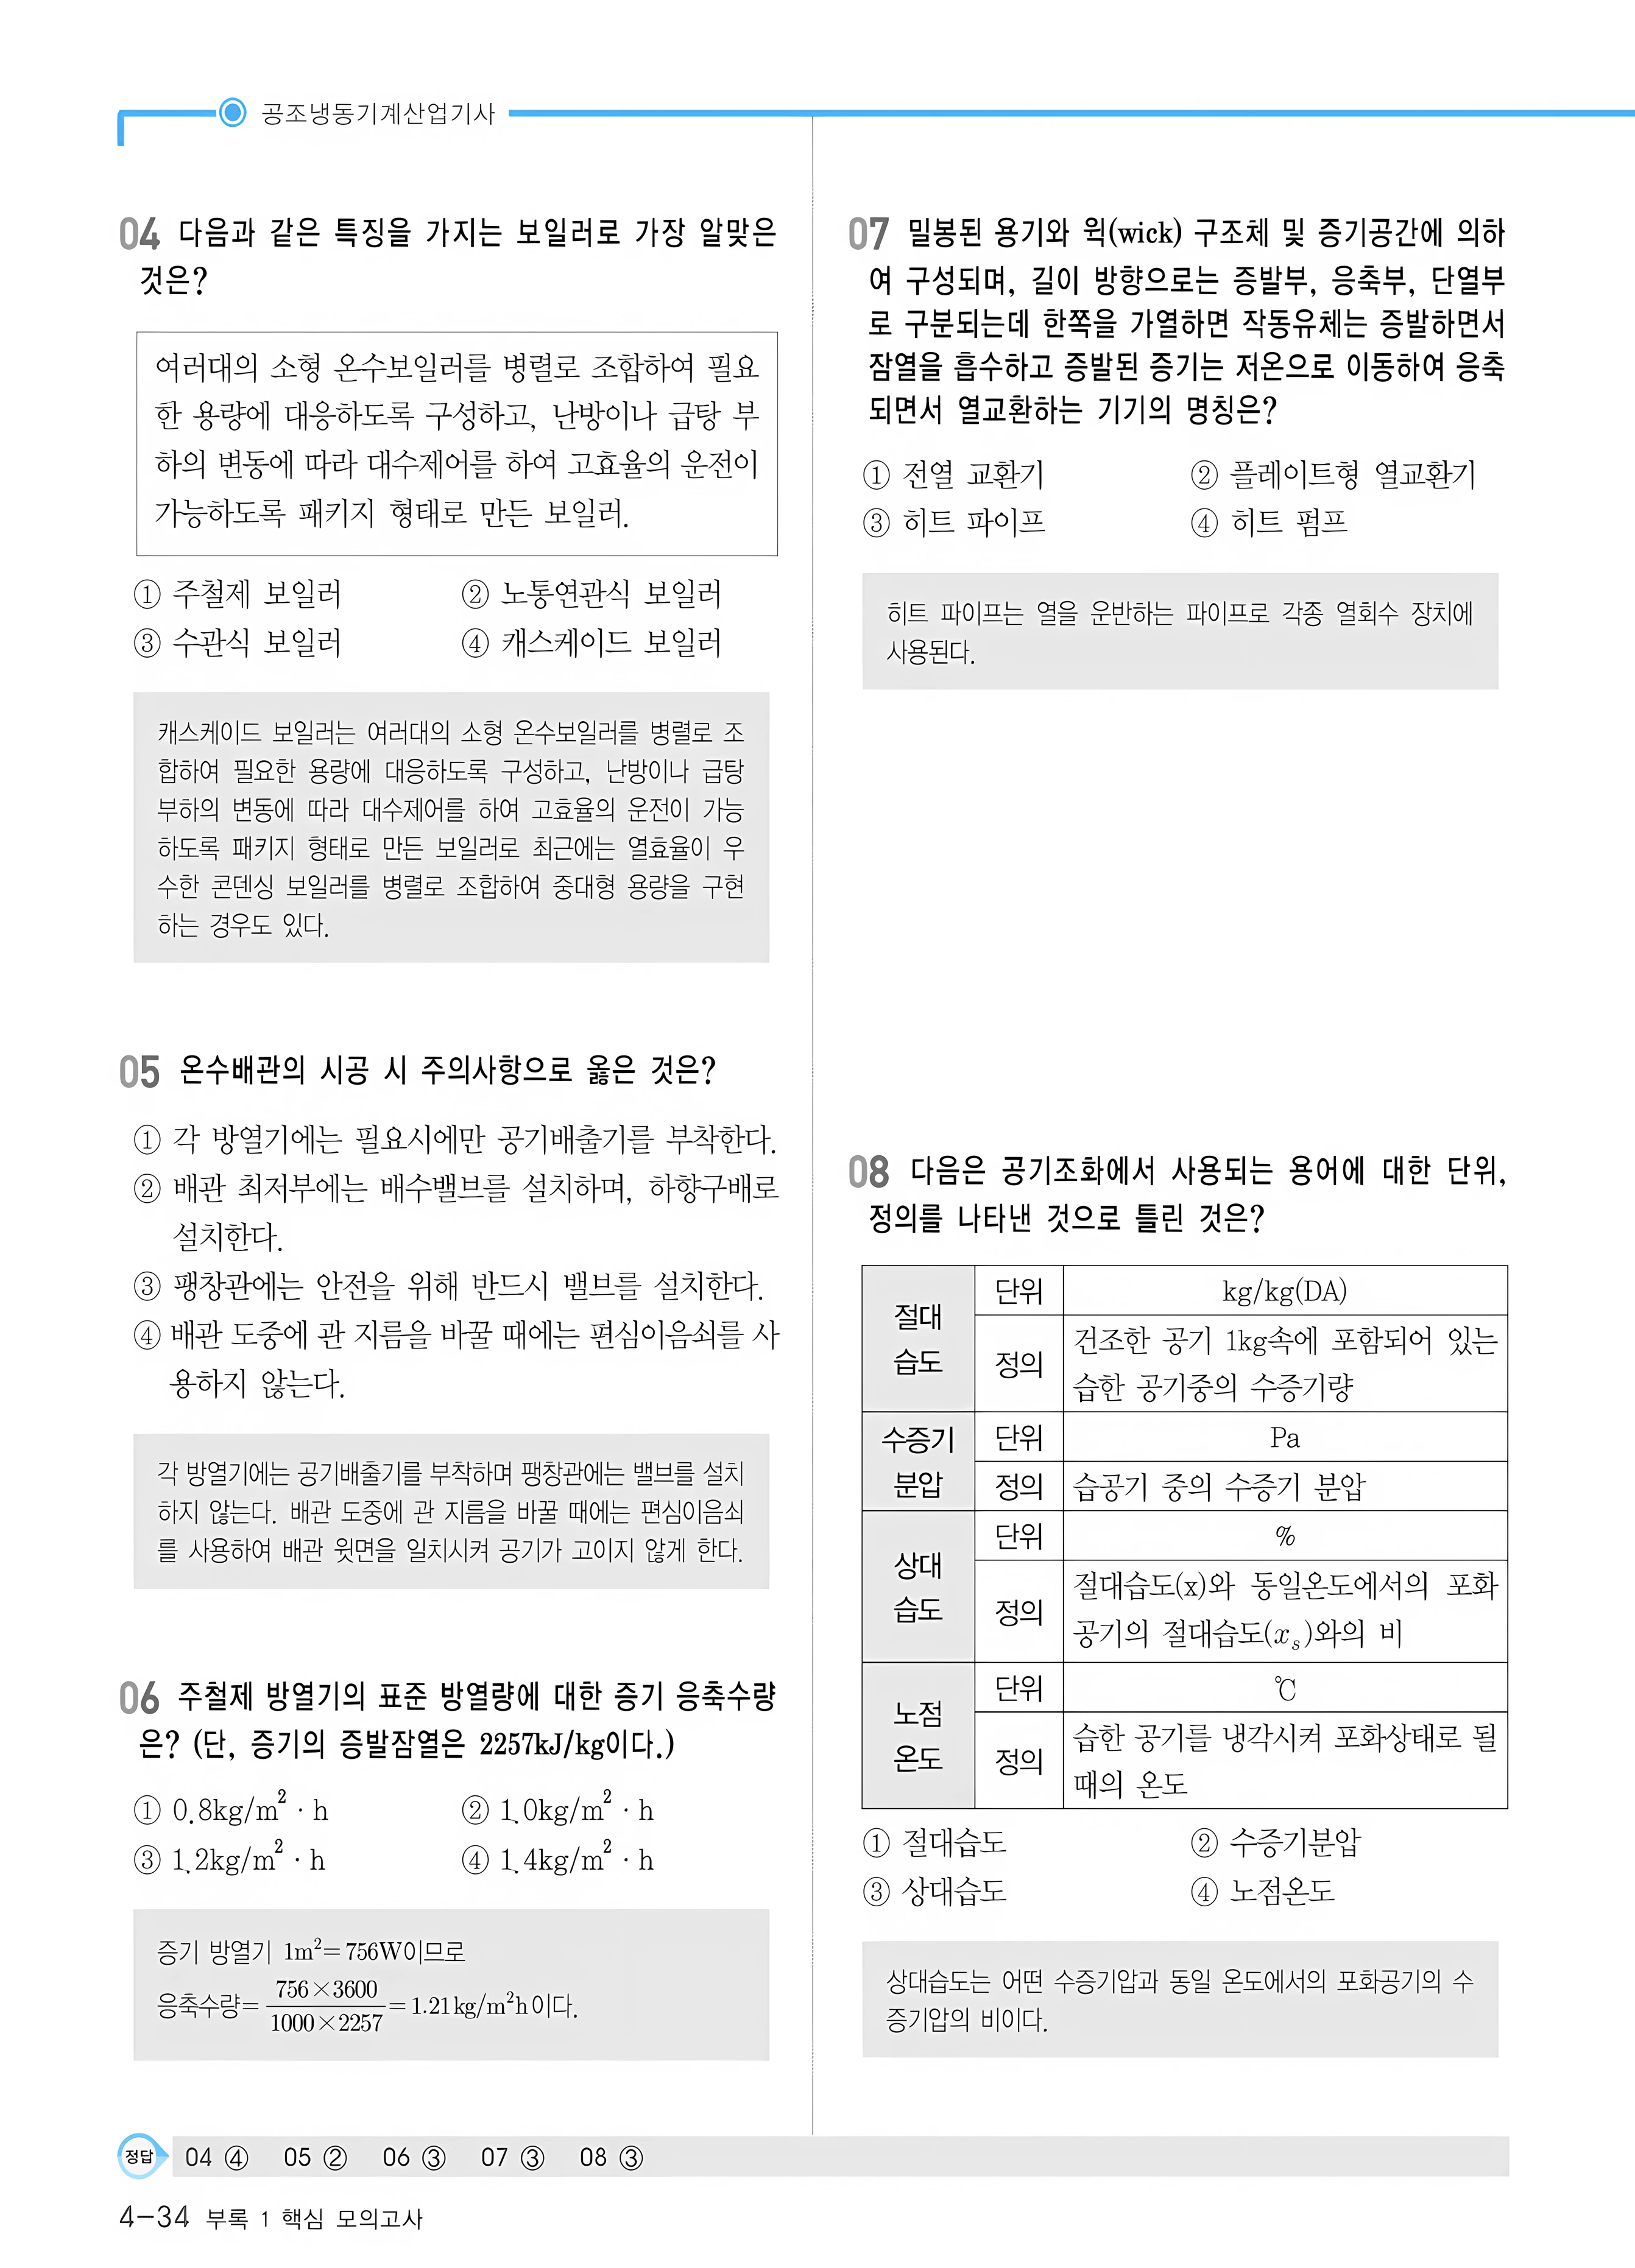 공조냉동기계산업기사
04 다음과 같은 특징을 가지는 보일러로 가장 알맞은
것은?
여러대의 소형 온수보일러를 병렬로 조합하여 필요
한 용량에 대응하도록 구성하고, 난방이나 급탕 부
하의 변동에 따라 대수제어를 하여 고효율의 운전이
가능하도록 패키지 형태로 만든 보일러.
① 주철제 보일러 ② 노통연관식 보일러
③ 수관식 보일러 ④ 캐스케이드 보일러
캐스케이드 보일러는 여러대의 소형 온수보일러를 병렬로 조
합하여 필요한 용량에 대응하도록 구성하고, 난방이나 급탕
부하의 변동에 따라 대수제어를 하여 고효율의 운전이 가능
하도록 패키지 형태로 만든 보일러로 최근에는 열효율이 우
수한 콘덴싱 보일러를 병렬로 조합하여 중대형 용량을 구현
하는 경우도 있다.
05 온수배관의 시공 시 주의사항으로 옳은 것은?
① 각 방열기에는 필요시에만 공기배출기를 부착한다.
② 배관 최저부에는 배수밸브를 설치하며, 하향구배로
설치한다.
③ 팽창관에는 안전을 위해 반드시 밸브를 설치한다.
④ 배관 도중에 관 지름을 바꿀 때에는 편심이음쇠를 사
용하지 않는다.
각 방열기에는 공기배출기를 부착하며 팽창관에는 밸브를 설치
하지 않는다. 배관 도중에 관 지름을 바꿀 때에는 편심이음쇠
를 사용하여 배관 윗면을 일치시켜 공기가 고이지 않게 한다.
06 주철제 방열기의 표준 방열량에 대한 증기 응축수량
은? (단, 증기의 증발잠열은 2257kJ/kg이다.)
① 0.8kg/m²·h ② 1.0kg/m²·h
③ 1.2kg/m²·h ④ 1.4kg/m²·h
증기 방열기 1m²=756W이므로
응축수량= 756×3600 / 1000×2257 =1.21kg/m²h이다.
07 밀봉된 용기와 윅(wick) 구조체 및 증기공간에 의하
여 구성되며, 길이 방향으로는 증발부, 응축부, 단열부
로 구분되는데 한쪽을 가열하면 작동유체는 증발하면서
잠열을 흡수하고 증발된 증기는 저온으로 이동하여 응축
되면서 열교환하는 기기의 명칭은?
① 전열 교환기 ② 플레이트형 열교환기
③ 히트 파이프 ④ 히트 펌프
히트 파이프는 열을 운반하는 파이프로 각종 열회수 장치에
사용된다.
08 다음은 공기조화에서 사용되는 용어에 대한 단위,
정의를 나타낸 것으로 틀린 것은?
절대
습도
단위 kg/kg(DA)
정의 건조한 공기 1kg속에 포함되어 있는
습한 공기중의 수증기량
수증기
분압
단위 Pa
정의 습공기 중의 수증기 분압
상대
습도
단위 %
정의 절대습도(x)와 동일온도에서의 포화
공기의 절대습도(xₛ)와의 비
노점
온도
단위 ℃
정의 습한 공기를 냉각시켜 포화상태로 될
때의 온도
① 절대습도 ② 수증기분압
③ 상대습도 ④ 노점온도
상대습도는 어떤 수증기압과 동일 온도에서의 포화공기의 수
증기압의 비이다.
정답 04 ④ 05 ② 06 ③ 07 ③ 08 ③
4-34 부록 1 핵심 모의고사